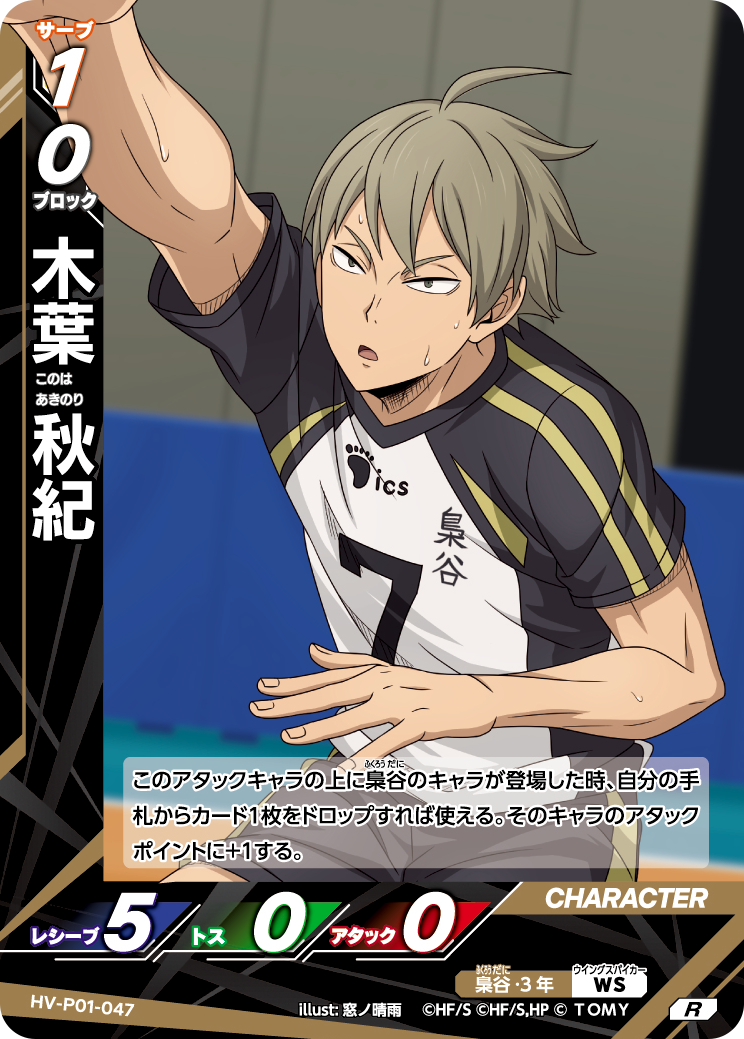 サーブ
1
0
ブロック
木葉
このは
あきのり
秋紀
ics
梟谷
7
ふくろうだに
このアタックキャラの上に梟谷のキャラが登場した時、自分の手
札からカード1枚をドロップすれば使える。そのキャラのアタック
ポイントに+1する。
CHARACTER
レシーブ 5 トス 0 アタック 0
ふくろうだに ウイングスパイカー
梟谷・3年 WS
HV-P01-047 illust: 窓ノ晴雨 ©HF/S ©HF/S,HP © TOMY R